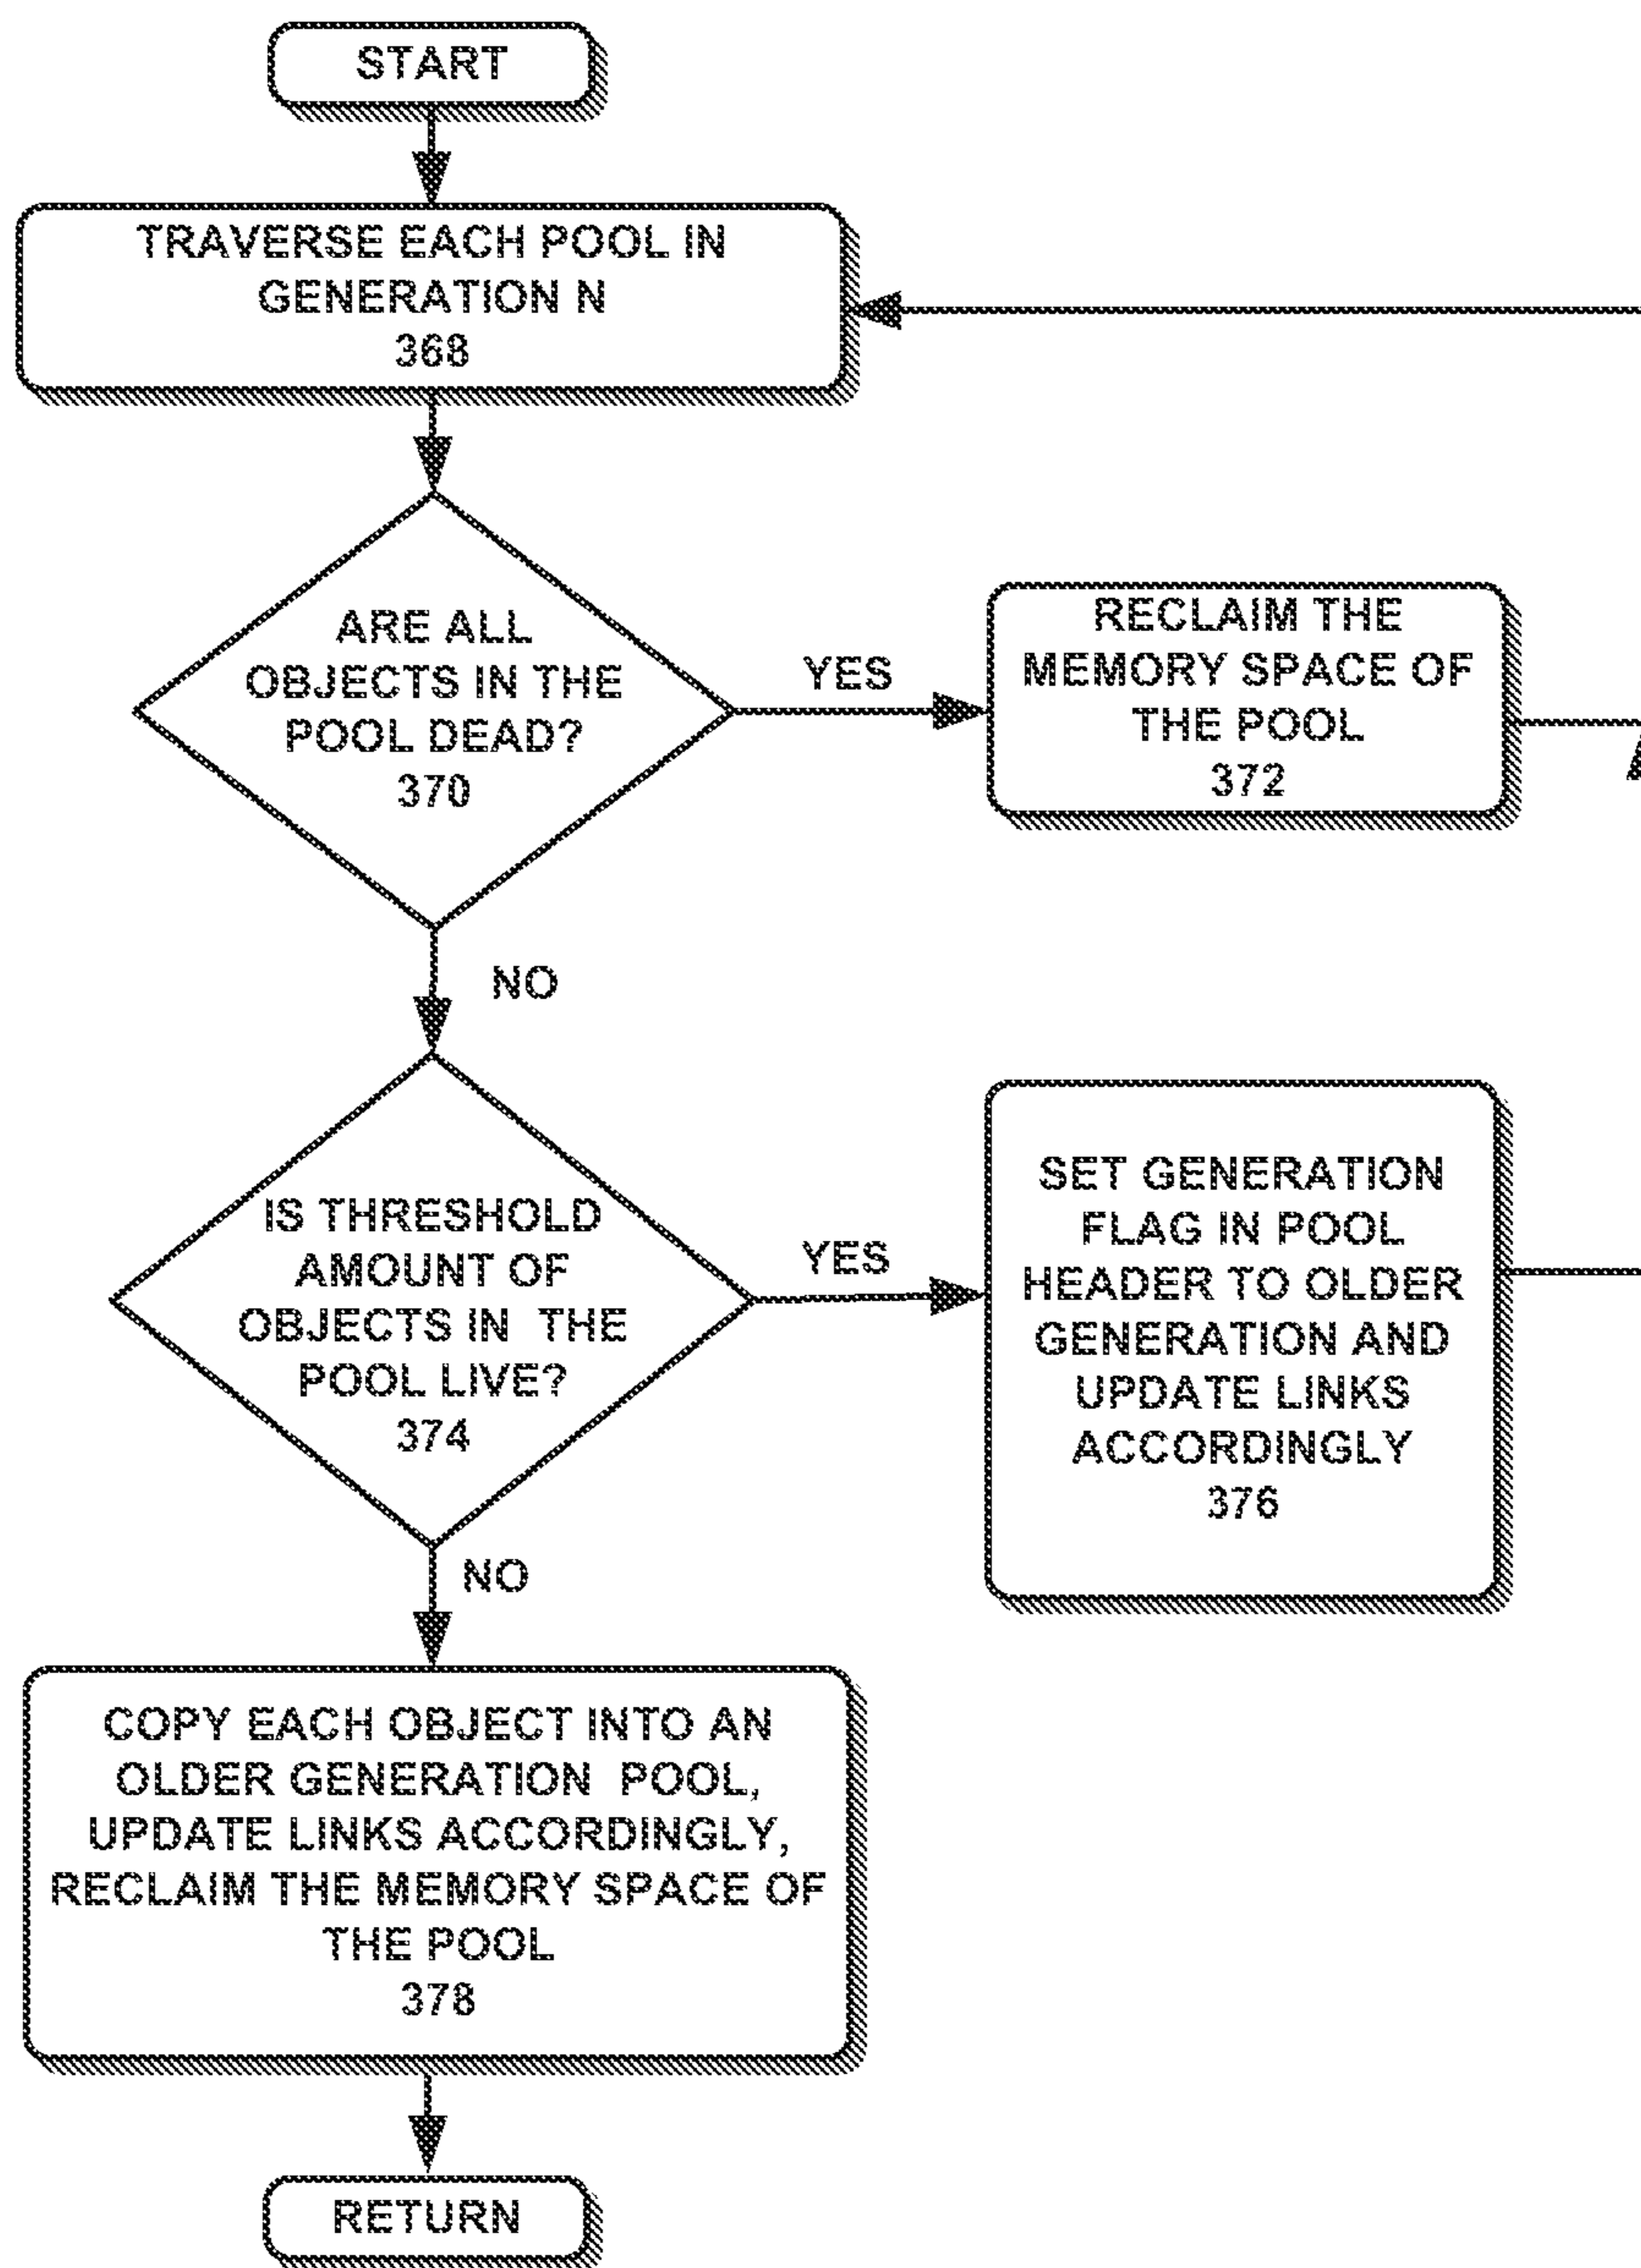 START
TRAVERSE EACH POOL IN
GENERATION N
368
ARE ALL
OBJECTS IN THE
POOL DEAD?
370
YES
RECLAIM THE
MEMORY SPACE OF
THE POOL
372
NO
IS THRESHOLD
AMOUNT OF
OBJECTS IN THE
POOL LIVE?
374
YES
SET GENERATION
FLAG IN POOL
HEADER TO OLDER
GENERATION AND
UPDATE LINKS
ACCORDINGLY
376
NO
COPY EACH OBJECT INTO AN
OLDER GENERATION POOL,
UPDATE LINKS ACCORDINGLY,
RECLAIM THE MEMORY SPACE OF
THE POOL
378
RETURN